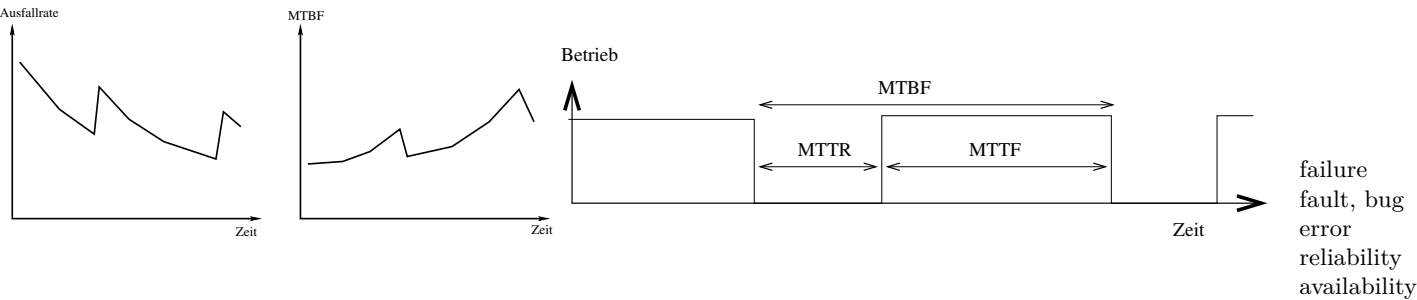 Ausfallrate
Zeit
MTBF
Zeit
Betrieb
MTBF
MTTR
MTTF
Zeit
failure
fault, bug
error
reliability
availability